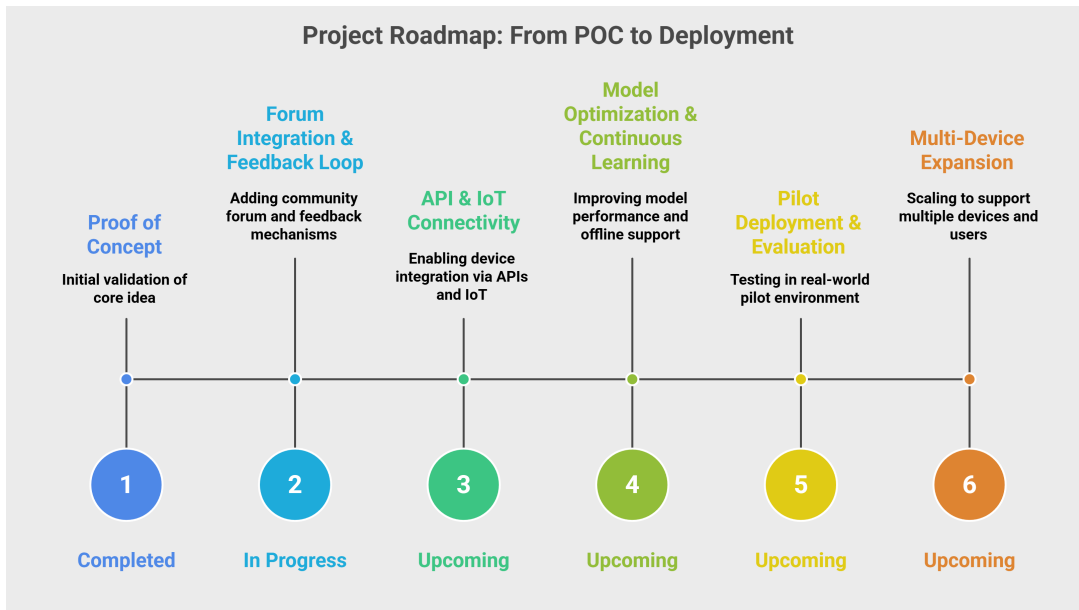 Project Roadmap: From POC to Deployment
Proof of
Concept
Initial validation of
core idea
1
Completed
Forum
Integration &
Feedback Loop
Adding community
forum and feedback
mechanisms
2
In Progress
API & IoT
Connectivity
Enabling device
integration via APIs
and IoT
3
Upcoming
Model
Optimization &
Continuous
Learning
Improving model
performance and
offline support
4
Upcoming
Pilot
Deployment &
Evaluation
Testing in real-world
pilot environment
5
Upcoming
Multi-Device
Expansion
Scaling to support
multiple devices and
users
6
Upcoming